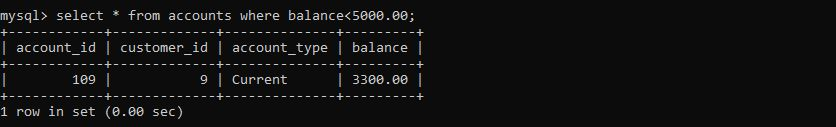 mysql> select * from accounts where balance<5000.00;
+------------+-------------+--------------+---------+
| account_id | customer_id | account_type | balance |
+------------+-------------+--------------+---------+
|        109 |           9 | Current      | 3300.00 |
+------------+-------------+--------------+---------+
1 row in set (0.00 sec)